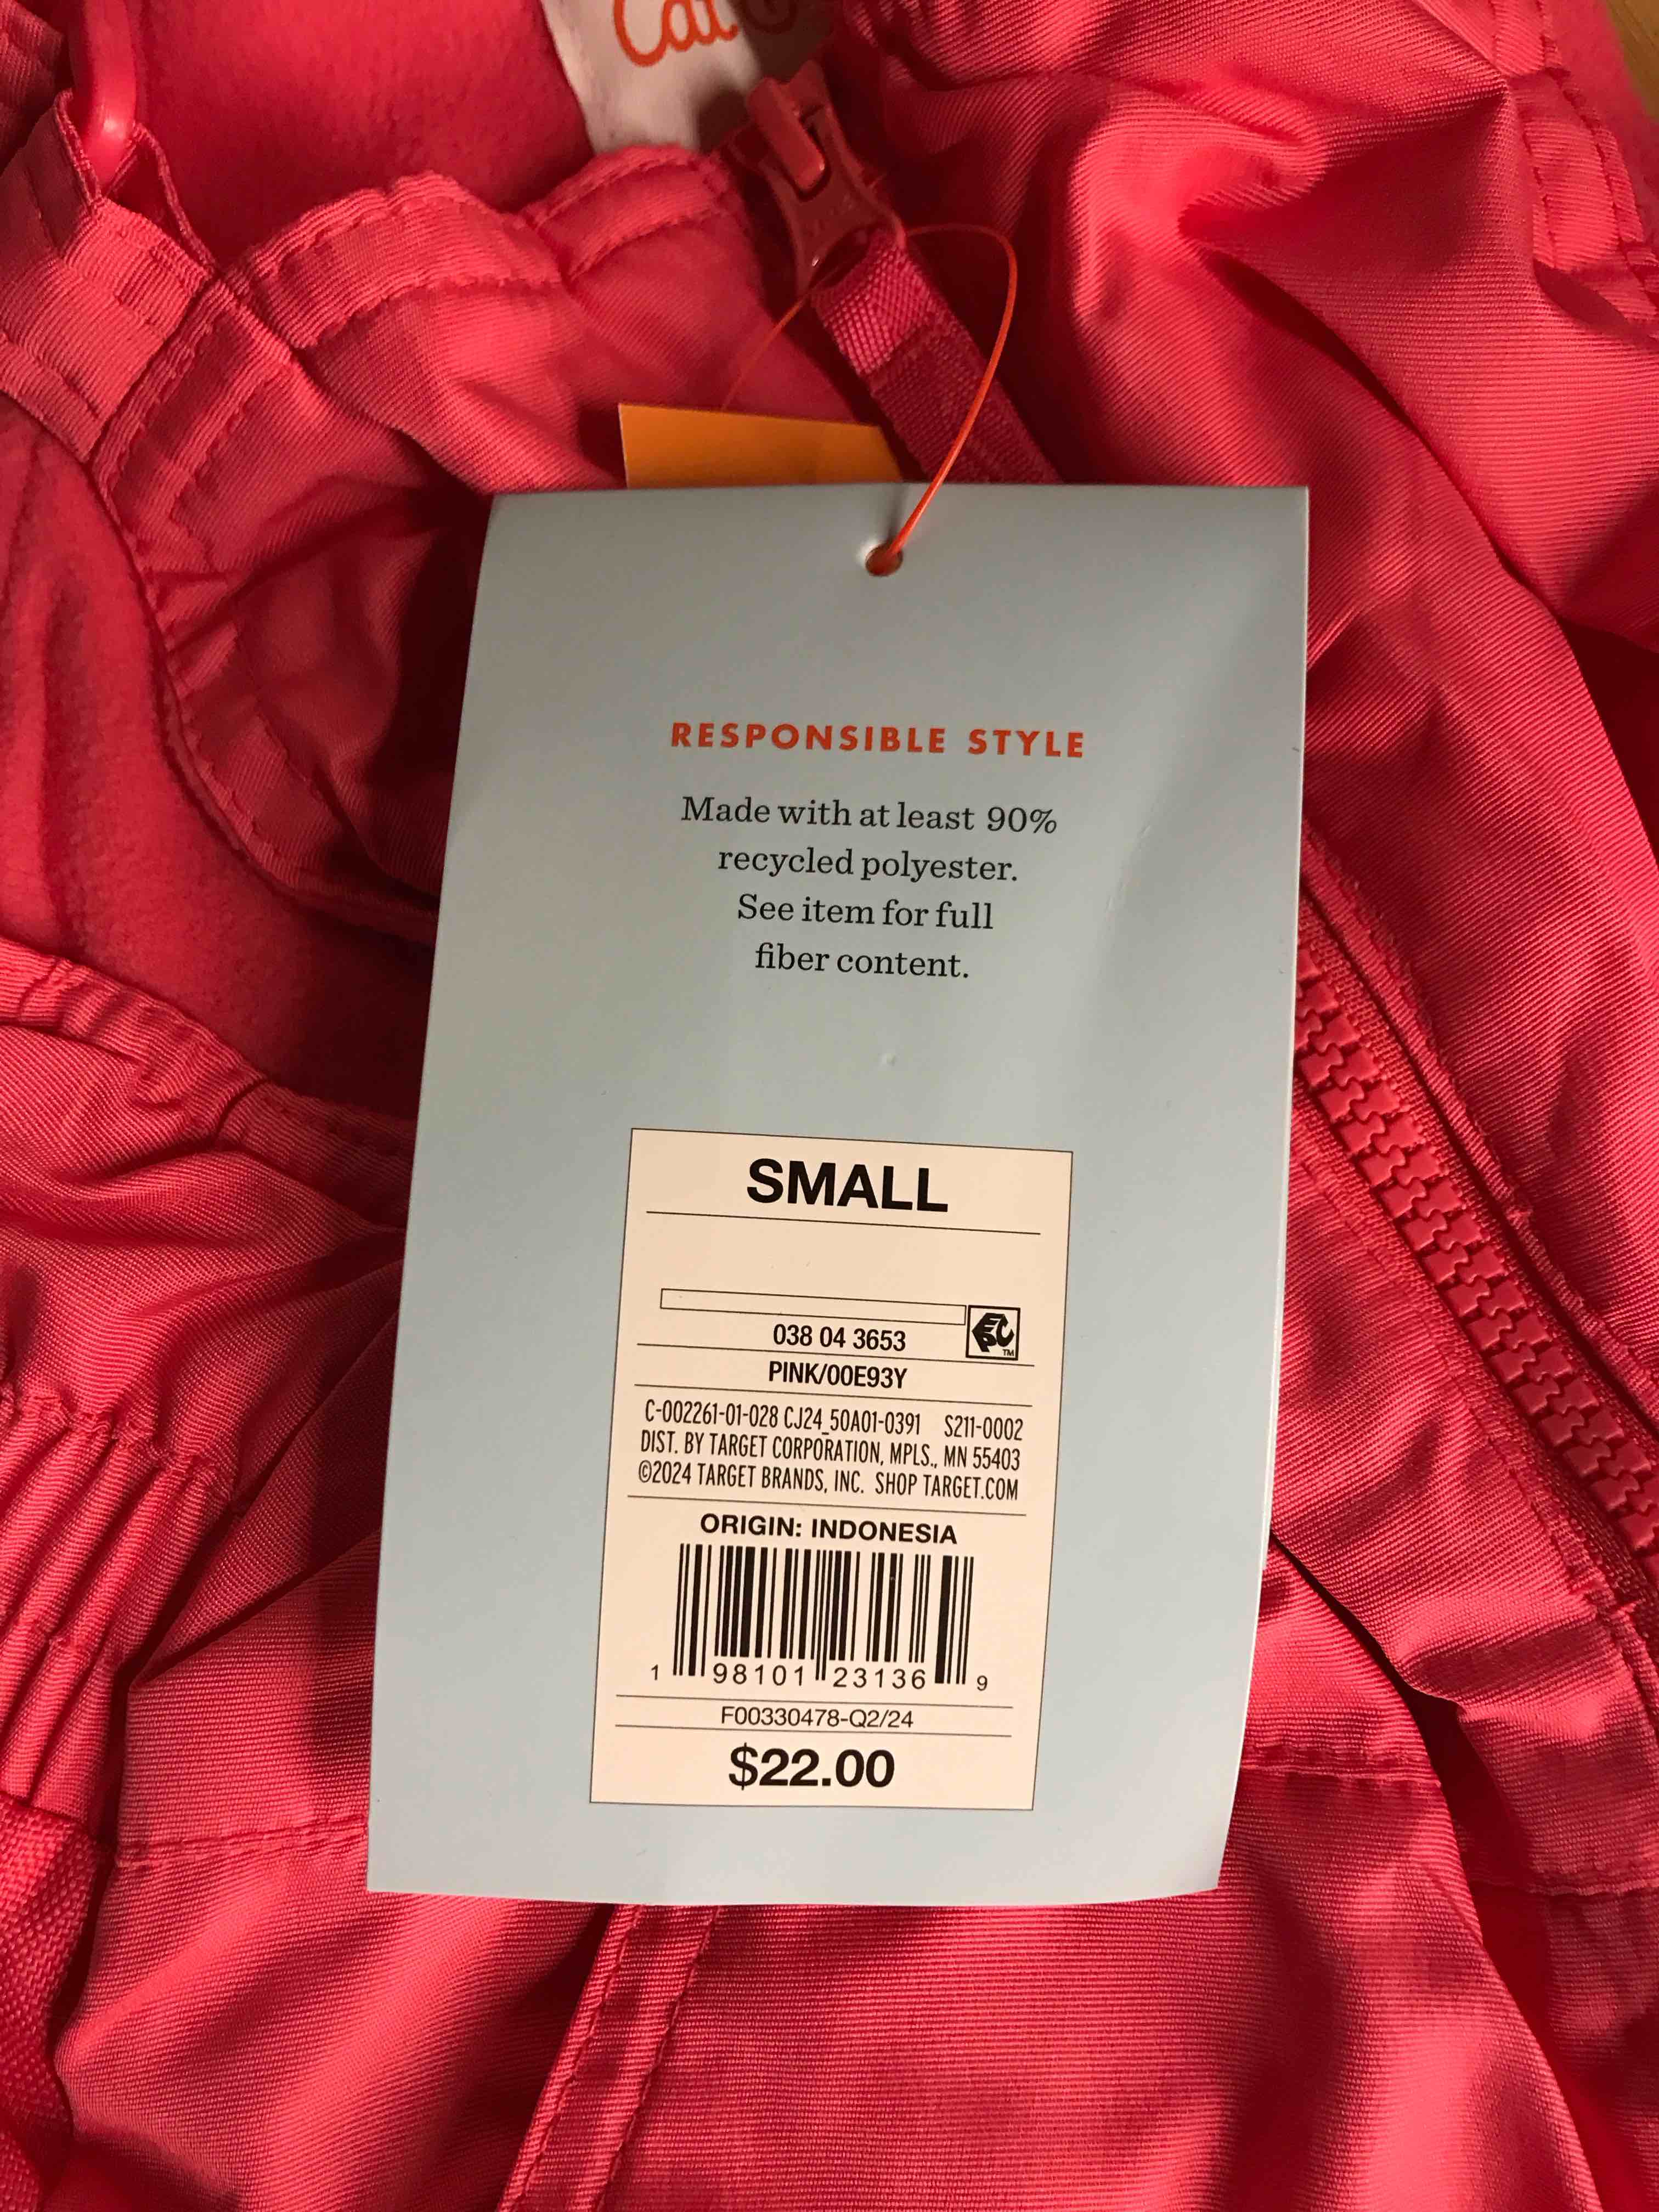 Cat
RESPONSIBLE STYLE
Made with at least 90%
recycled polyester.
See item for full
fiber content.
SMALL
038 04 3653
TM
PINK/00E93Y
C-002261-01-028 CJ24_50A01-0391 S211-0002
DIST. BY TARGET CORPORATION, MPLS., MN 55403
©2024 TARGET BRANDS, INC. SHOP TARGET.COM
ORIGIN: INDONESIA
1 98101 23136 9
F00330478-Q2/24
$22.00